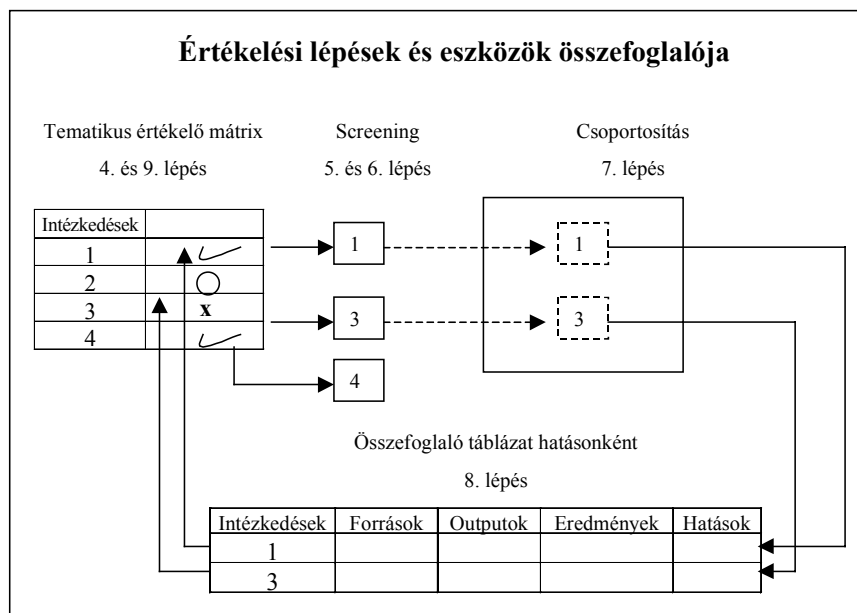 Értékelési lépések és eszközök összefoglalója
Tematikus értékelő mátrix
4. és 9. lépés
Screening
5. és 6. lépés
Csoportosítás
7. lépés
Intézkedések
1
2
3 x
4
1
3
4
1
3
Összefoglaló táblázat hatásonként
8. lépés
Intézkedések Források Outputok Eredmények Hatások
1
3